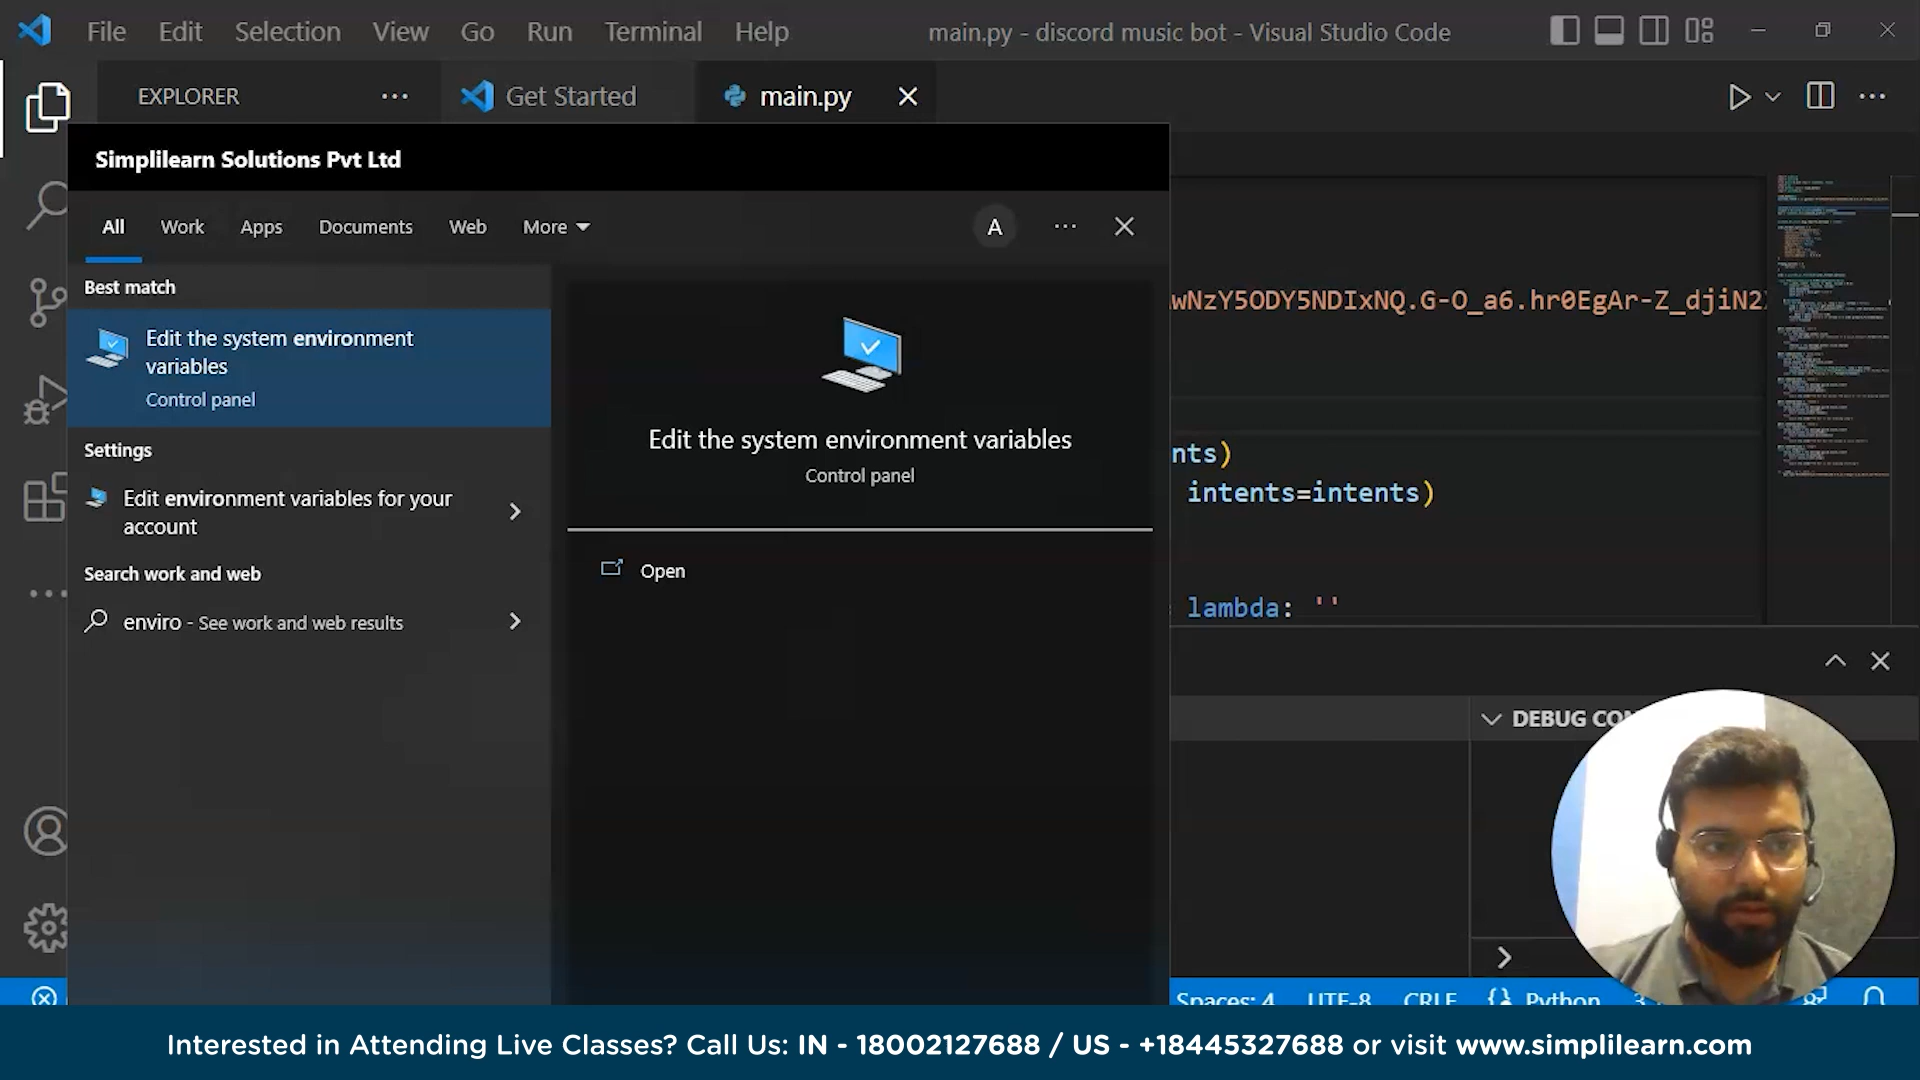 File Edit Selection View Go Run Terminal Help main.py - discord music bot - Visual Studio Code
EXPLORER Get Started main.py
Simplilearn Solutions Pvt Ltd
All Work Apps Documents Web More A
Best match
Edit the system environment
variables
Control panel
Settings
Edit environment variables for your
account
Search work and web
enviro - See work and web results
Edit the system environment variables
Control panel
Open
wNzY5ODY5NDIxNQ.G-O_a6.hr0EgAr-Z_djiN2
nts)
intents=intents)
lambda: ''
DEBUG CON
Spaces: 4 UTF-8 CRLF {} Python
Interested in Attending Live Classes? Call Us: IN - 18002127688 / US - +18445327688 or visit www.simplilearn.com